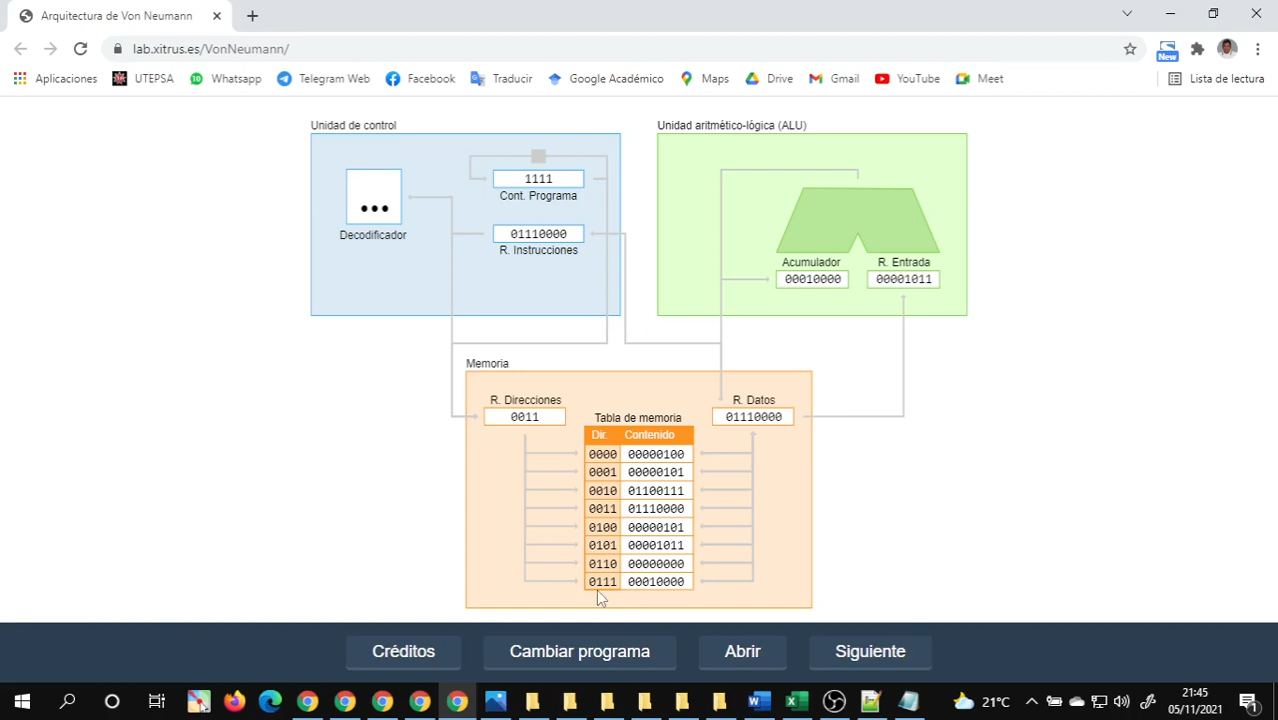 Arquitectura de Von Neumann
lab.xitrus.es/VonNeumann/
New
Aplicaciones UTEPSA Whatsapp Telegram Web Facebook Traducir Google Académico Maps Drive Gmail YouTube Meet Lista de lectura
Unidad de control
Unidad aritmético-lógica (ALU)
1111
Cont. Programa
Decodificador
01110000
R. Instrucciones
Acumulador R. Entrada
00010000 00001011
Memoria
R. Direcciones
0011
R. Datos
01110000
Tabla de memoria
Dir. Contenido
0000 00000100
0001 00000101
0010 01100111
0011 01110000
0100 00000101
0101 00001011
0110 00000000
0111 00010000
Créditos Cambiar programa Abrir Siguiente
21°C
21:45
05/11/2021
1